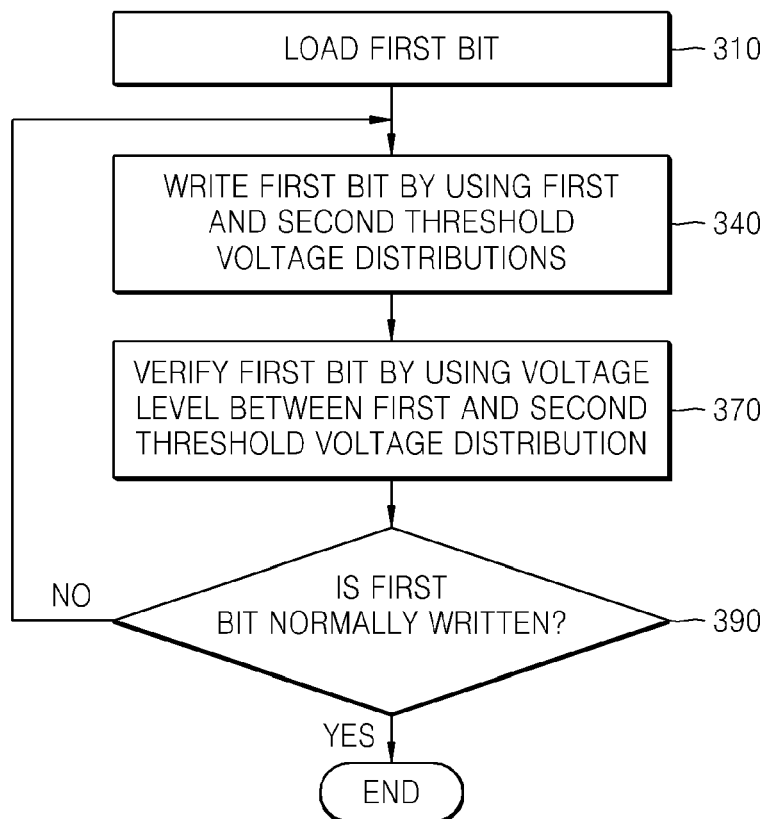 LOAD FIRST BIT
310
WRITE FIRST BIT BY USING FIRST
AND SECOND THRESHOLD
VOLTAGE DISTRIBUTIONS
340
VERIFY FIRST BIT BY USING VOLTAGE
LEVEL BETWEEN FIRST AND SECOND
THRESHOLD VOLTAGE DISTRIBUTION
370
IS FIRST
BIT NORMALLY WRITTEN?
390
NO
YES
END